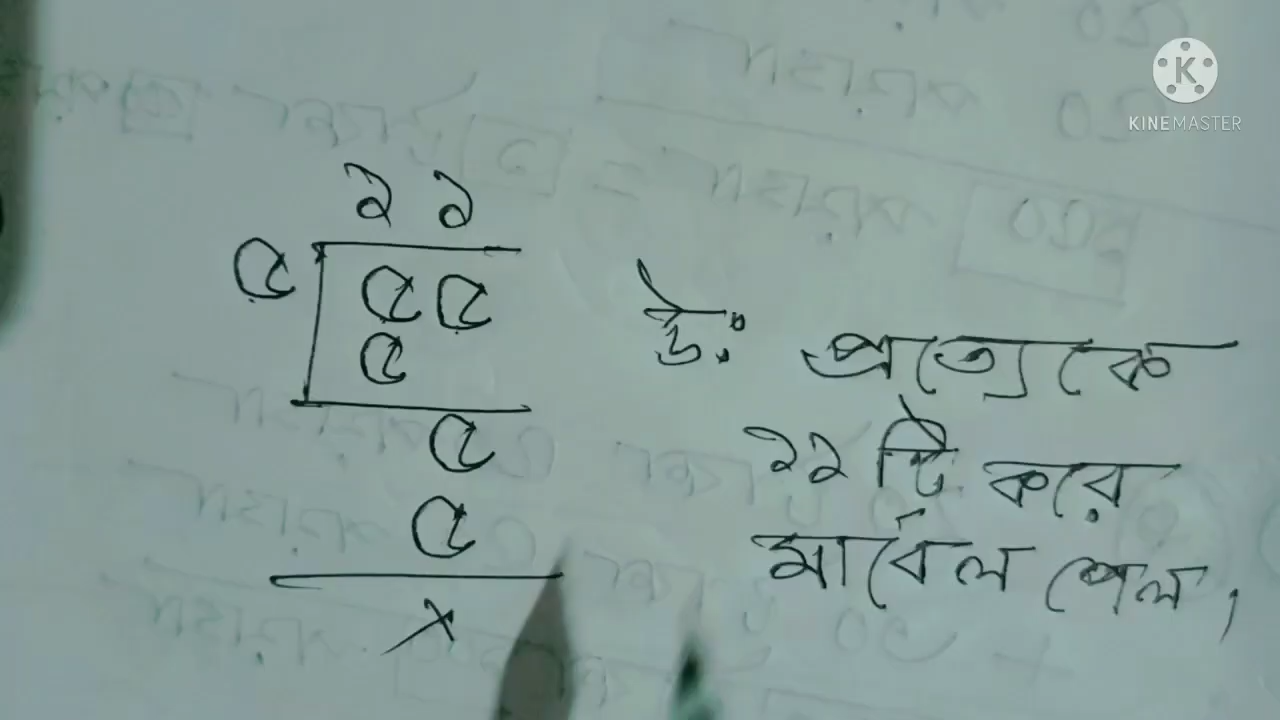 KINEMASTER
১১
৫ ৫৫
৫
৫
৫
×
উঃ প্রত্যেকে
১১ টি করে
মার্বেল পেল।